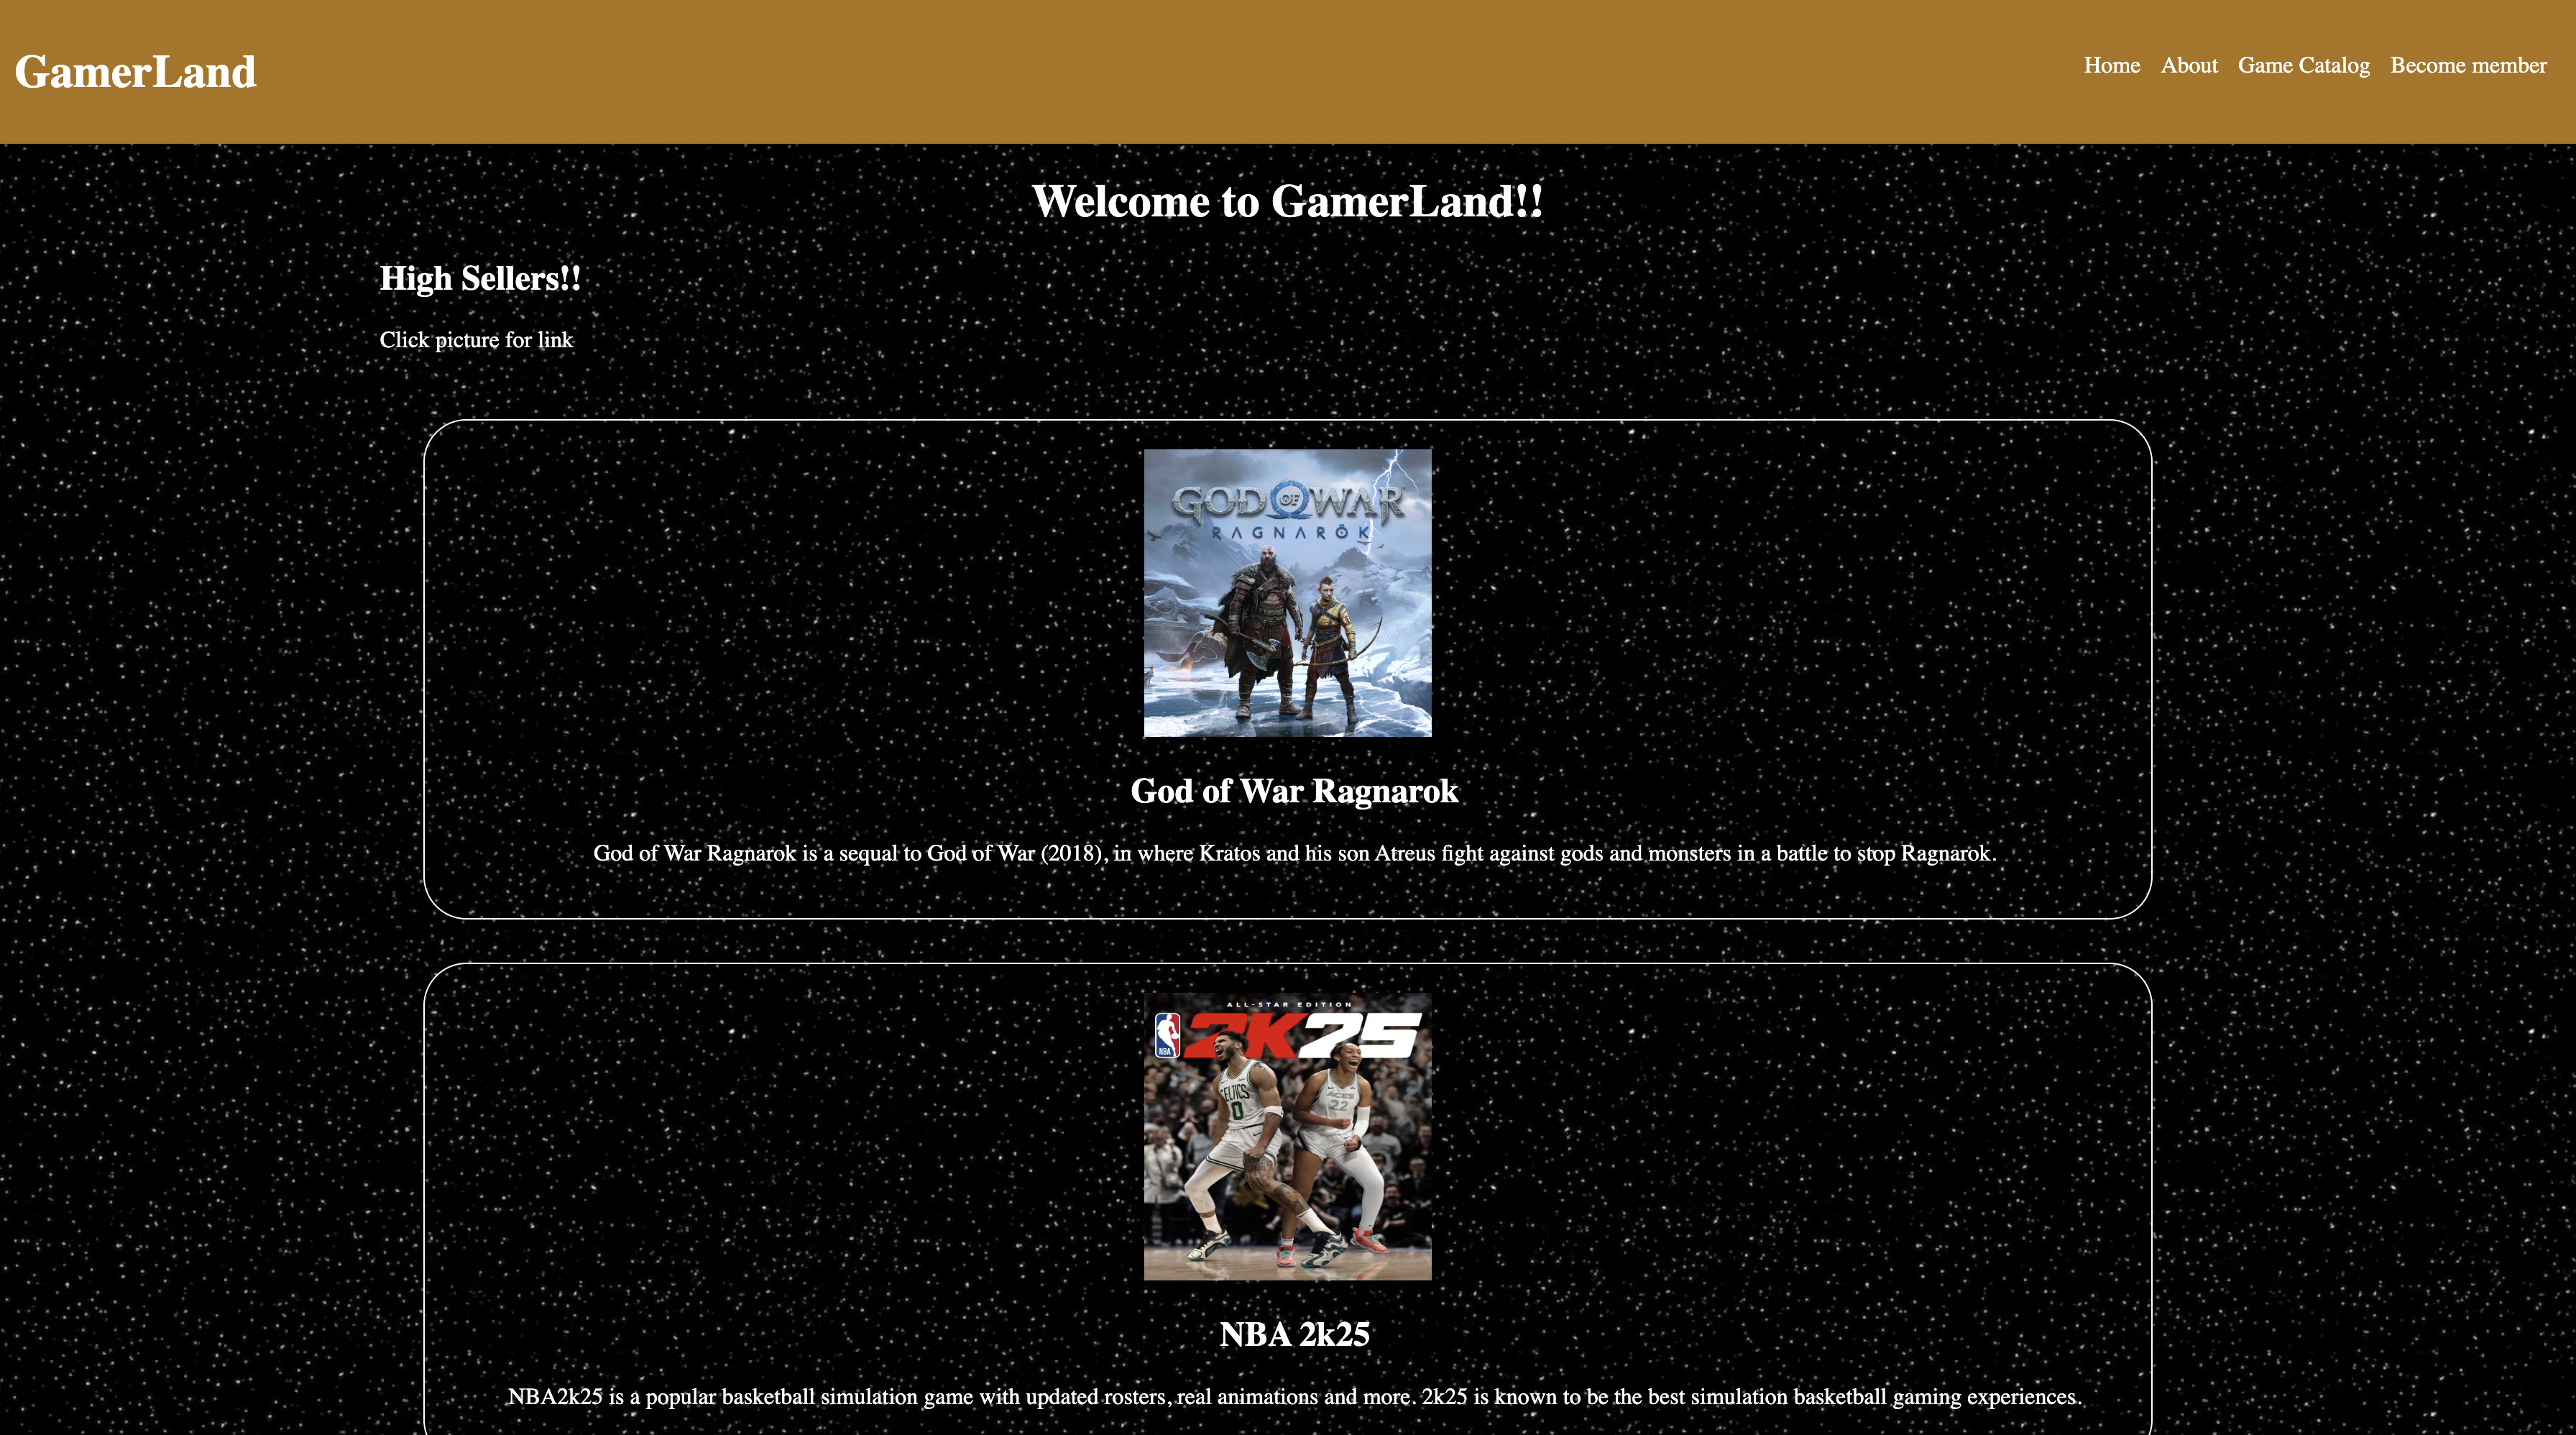 GamerLand
Home About Game Catalog Become member
Welcome to GamerLand!!
High Sellers!!
Click picture for link
GOD OF WAR
RAGNARÖK
God of War Ragnarok
God of War Ragnarok is a sequal to God of War (2018), in where Kratos and his son Atreus fight against gods and monsters in a battle to stop Ragnarok.
ALL-STAR EDITION
NBA 2K25
CELTICS
0
ACES
22
NBA 2k25
NBA2k25 is a popular basketball simulation game with updated rosters, real animations and more. 2k25 is known to be the best simulation basketball gaming experiences.